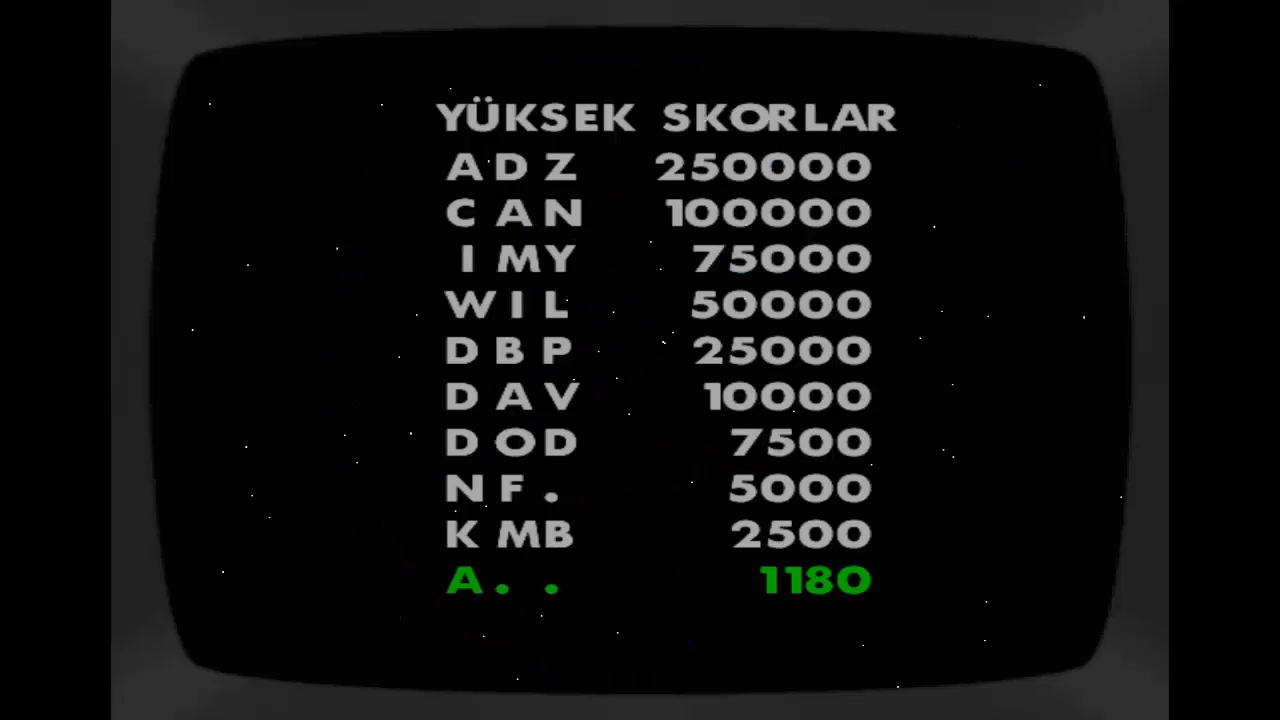 YÜKSEK SKORLAR
ADZ 250000
CAN 100000
IMY 75000
WIL 50000
DBP 25000
DAV 10000
DOD 7500
NF. 5000
KMB 2500
A.. 1180